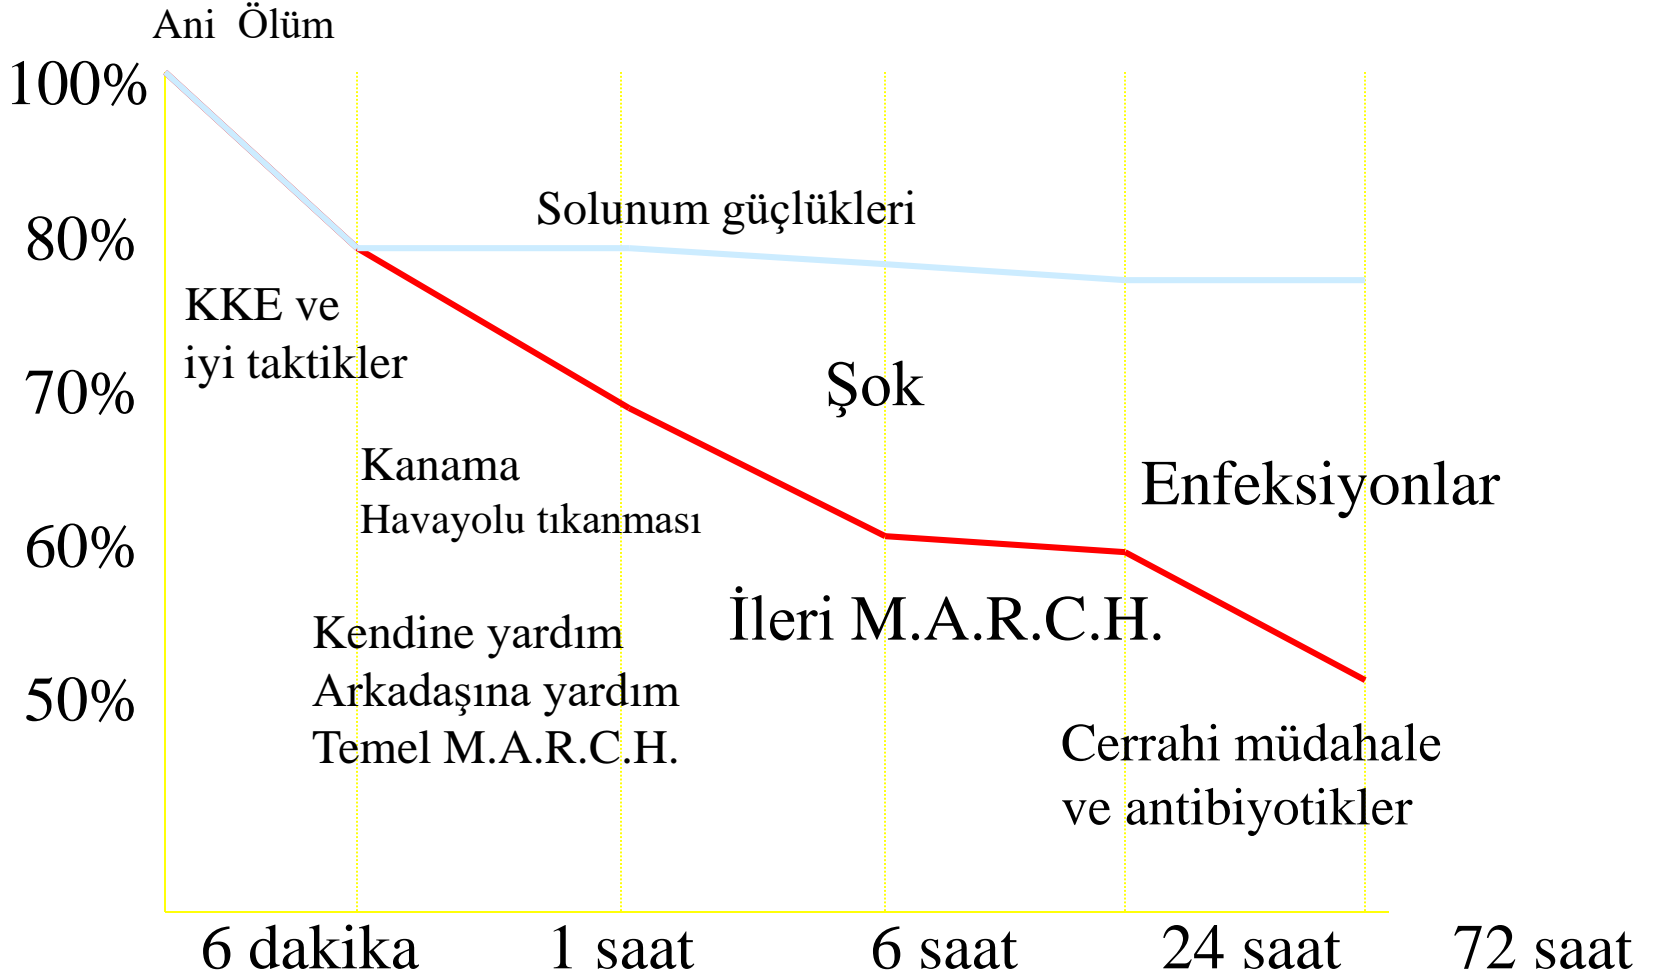 Ani Ölüm
100%
80%
70%
60%
50%
Solunum güçlükleri
KKE ve
iyi taktikler
Şok
Kanama
Havayolu tıkanması
Enfeksiyonlar
İleri M.A.R.C.H.
Kendine yardım
Arkadaşına yardım
Temel M.A.R.C.H.
Cerrahi müdahale
ve antibiyotikler
6 dakika 1 saat 6 saat 24 saat 72 saat